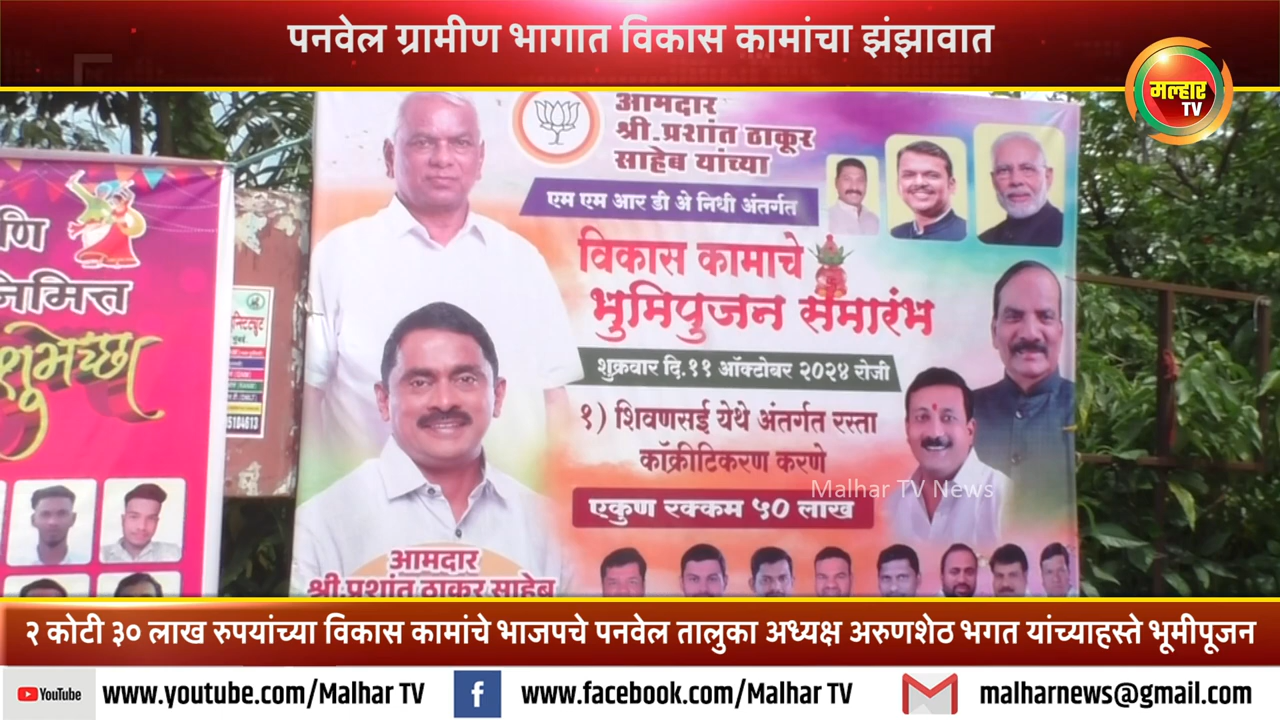 पनवेल ग्रामीण भागात विकास कामांचा झंझावात
मल्हार
TV
आमदार
श्री.प्रशांत ठाकूर
साहेब यांच्या
एम एम आर डी ए निधी अंतर्गत
विकास कामाचे
भुमिपुजन समारंभ
शुक्रवार दि.११ ऑक्टोबर २०२४ रोजी
१) शिवणसई येथे अंतर्गत रस्ता
काँक्रीटिकरण करणे
एकुण रक्कम ५० लाख
Malhar TV News
आमदार
श्री.प्रशांत ठाकुर साहेब
णि
निमित्त
शुभेच्छा
२ कोटी ३० लाख रुपयांच्या विकास कामांचे भाजपचे पनवेल तालुका अध्यक्ष अरुणशेठ भगत यांच्याहस्ते भूमीपूजन
YouTube
www.youtube.com/Malhar TV
www.facebook.com/Malhar TV
malharnews@gmail.com